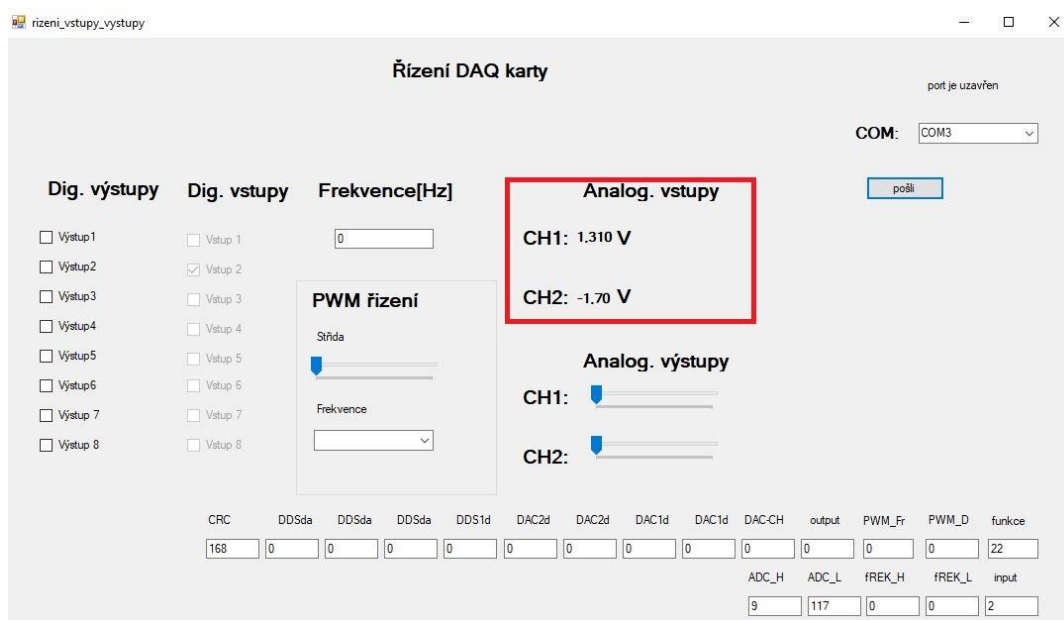 rizeni_vstupy_vystupy
Řízení DAQ karty
port je uzavřen
COM: COM3
Dig. výstupy Dig. vstupy Frekvence[Hz] Analog. vstupy pošli
Výstup1 Vstup 1 0 CH1: 1.310 V
Výstup2 Vstup 2
Výstup3 Vstup 3 PWM řizení CH2: -1.70 V
Výstup4 Vstup 4 Střída
Výstup5 Vstup 5 Analog. výstupy
Výstup6 Vstup 6 CH1:
Výstup 7 Vstup 7 Frekvence
Výstup 8 Vstup 8 CH2:
CRC DDSda DDSda DDSda DDS1d DAC2d DAC2d DAC1d DAC1d DAC-CH output PWM_Fr PWM_D funkce
168 0 0 0 0 0 0 0 0 0 0 0 0 22
ADC_H ADC_L fREK_H fREK_L input
9 117 0 0 2